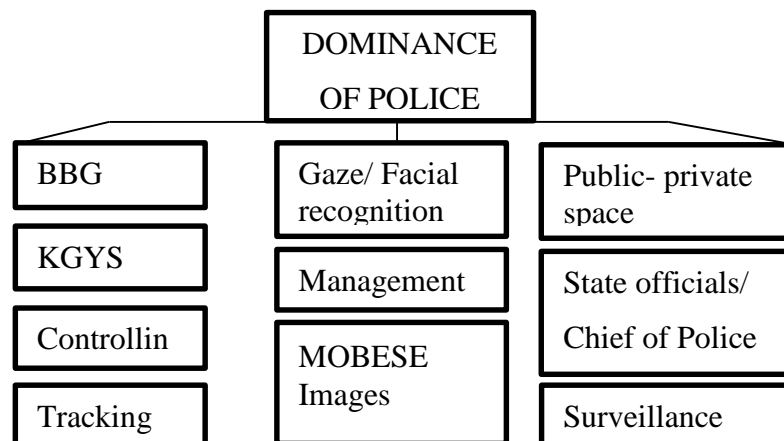 DOMINANCE
OF POLICE
BBG
KGYS
Controllin
Tracking
Gaze/ Facial
recognition
Management
MOBESE
Images
Public- private
space
State officials/
Chief of Police
Surveillance